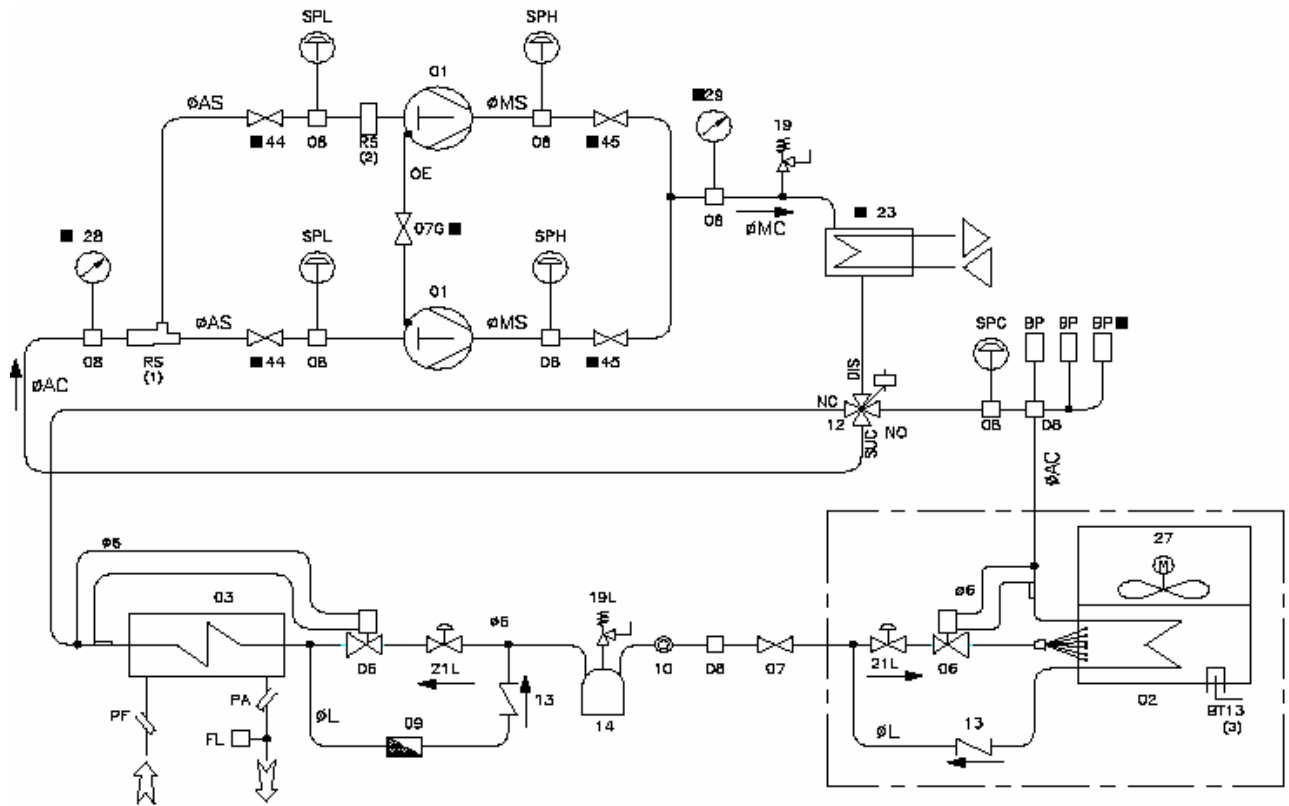 SPL
SPH
01
■29
19
øAS
øMS
■44
08
RS
(2)
08
■45
OE
08
øMC
■ 23
■ 28
SPL
07G ■
SPH
01
øAS
øMS
SPC
BP
BP
BP■
08
RS
(1)
■44
08
08
■45
DIS
øAC
NC
12
NO
08
08
SUC
øAC
ø6
27
M
03
19L
ø6
ø6
06
21L
10
08
07
21L
06
02
PF
PA
øL
13
14
BT13
(3)
FL
09
øL
13